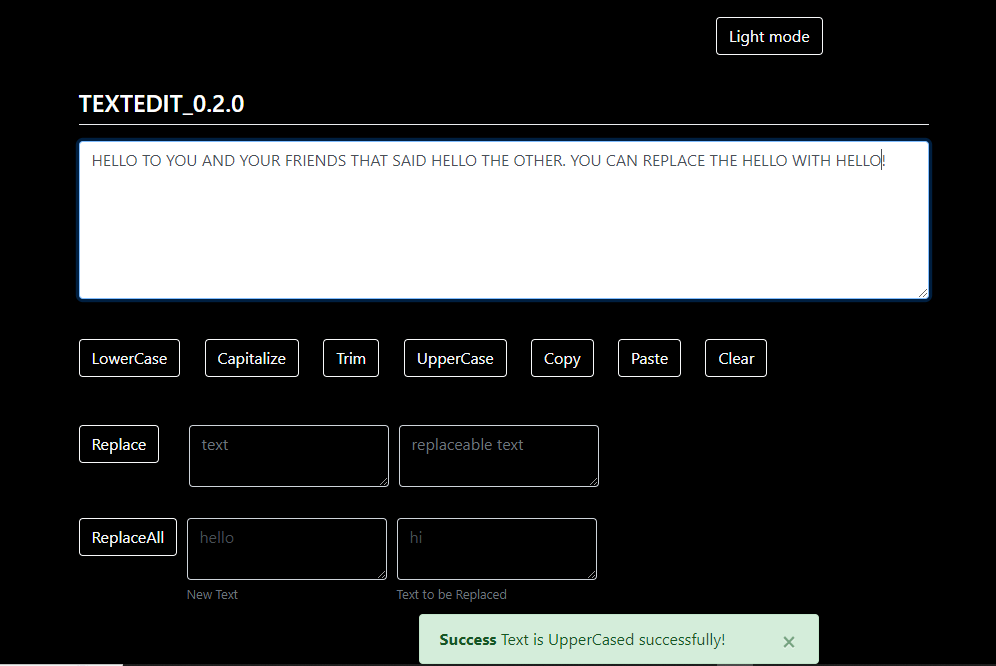 Light mode
TEXTEDIT_0.2.0
HELLO TO YOU AND YOUR FRIENDS THAT SAID HELLO THE OTHER. YOU CAN REPLACE THE HELLO WITH HELLO!
LowerCase Capitalize Trim UpperCase Copy Paste Clear
Replace text replaceable text
ReplaceAll hello hi
New Text Text to be Replaced
Success Text is UpperCased successfully! ×